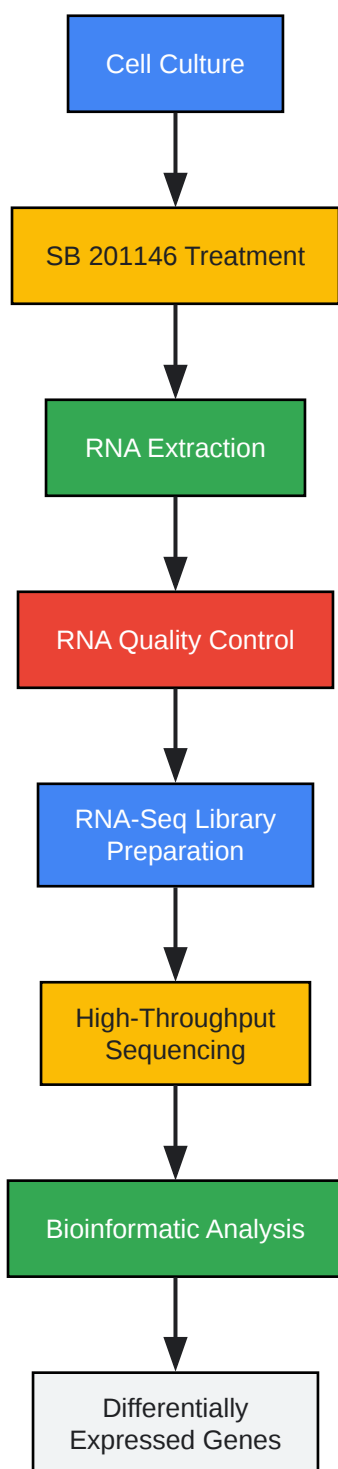 Cell Culture
SB 201146 Treatment
RNA Extraction
RNA Quality Control
RNA-Seq Library
Preparation
High-Throughput
Sequencing
Bioinformatic Analysis
Differentially
Expressed Genes